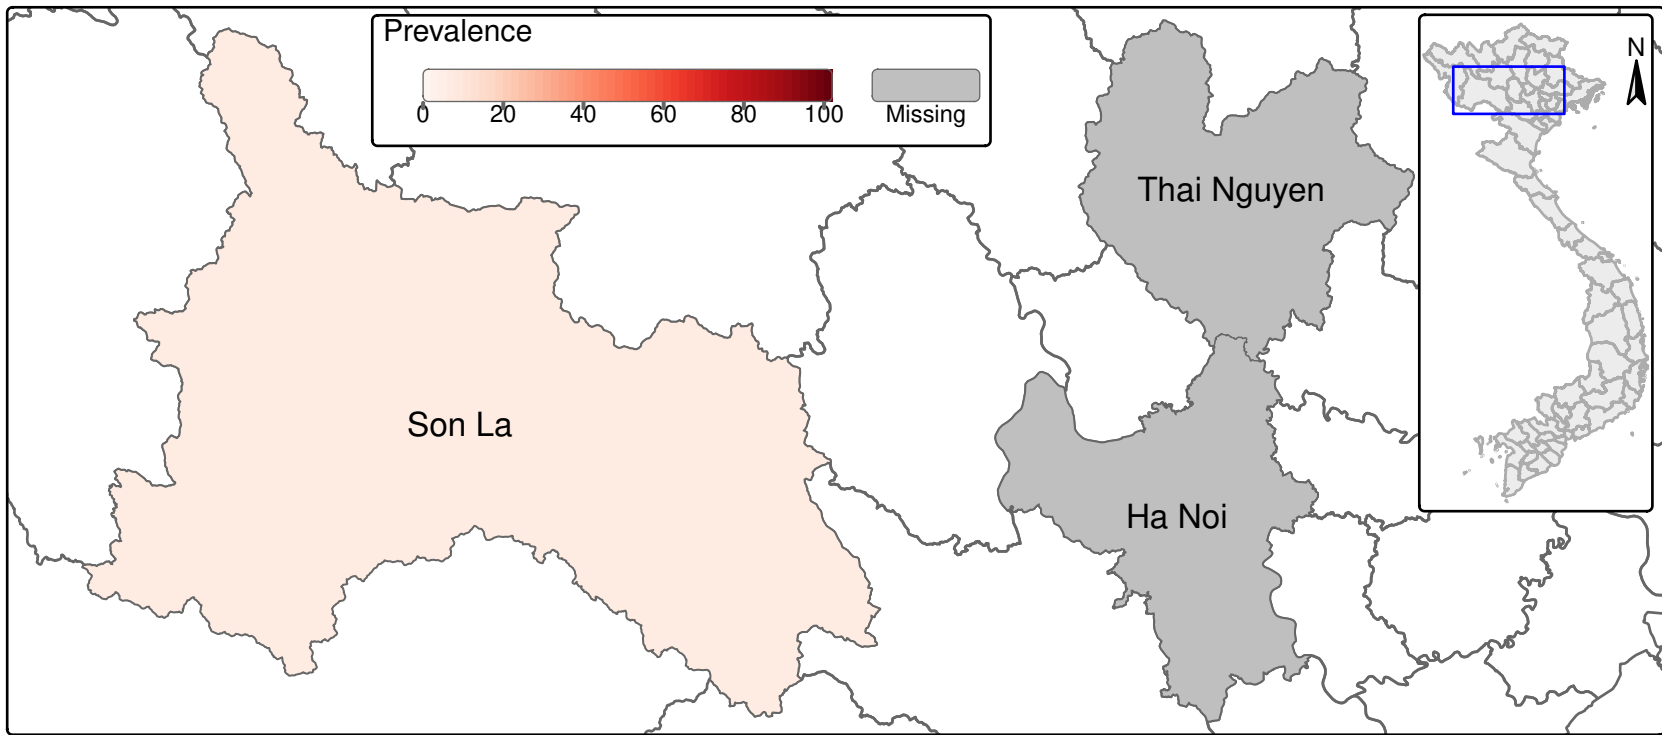 Prevalence
0 20 40 60 80 100
Missing
N
Thai Nguyen
Son La
Ha Noi